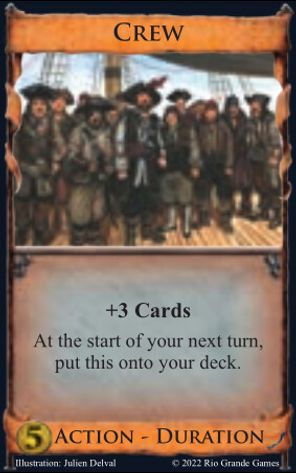 CREW
+3 Cards
At the start of your next turn,
put this onto your deck.
5 ACTION - DURATION
Illustration: Julien Delval © 2022 Rio Grande Games